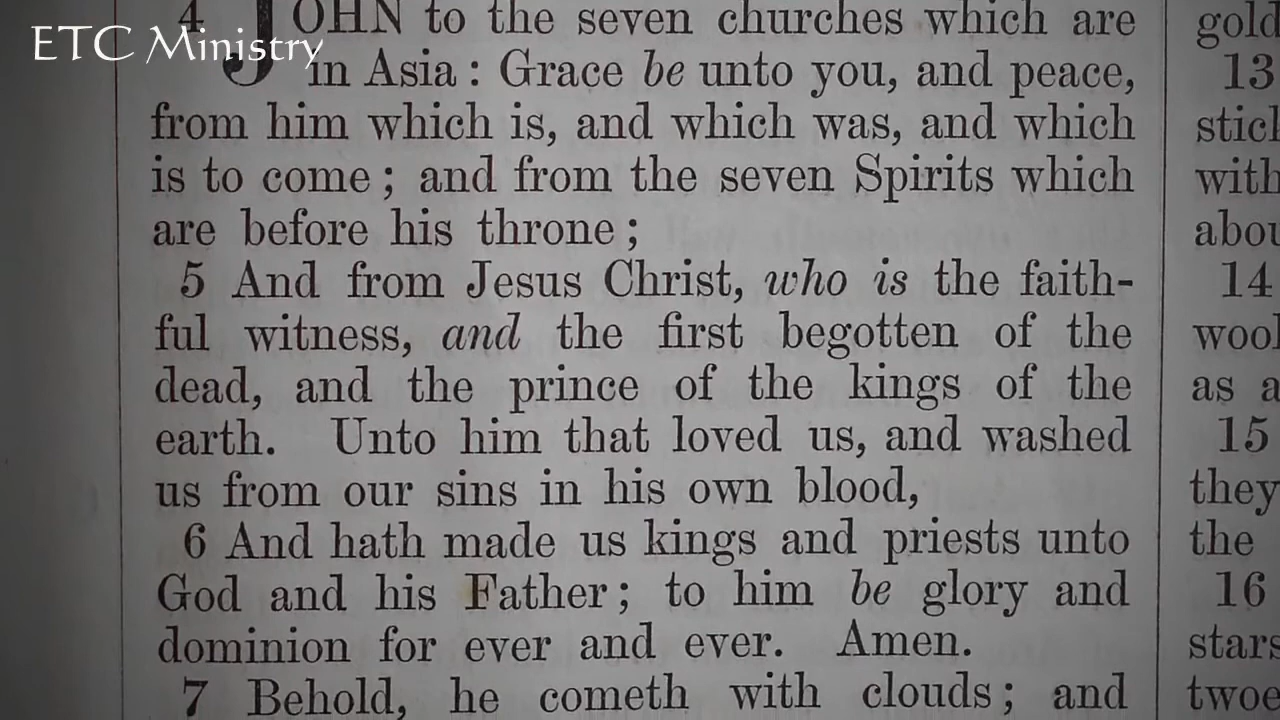 ETC Ministry
4 JOHN to the seven churches which are
in Asia : Grace be unto you, and peace,
from him which is, and which was, and which
is to come ; and from the seven Spirits which
are before his throne ;
5 And from Jesus Christ, who is the faith-
ful witness, and the first begotten of the
dead, and the prince of the kings of the
earth. Unto him that loved us, and washed
us from our sins in his own blood,
6 And hath made us kings and priests unto
God and his Father ; to him be glory and
dominion for ever and ever. Amen.
7 Behold, he cometh with clouds ; and
13
with
14
as a
15
they
the
16